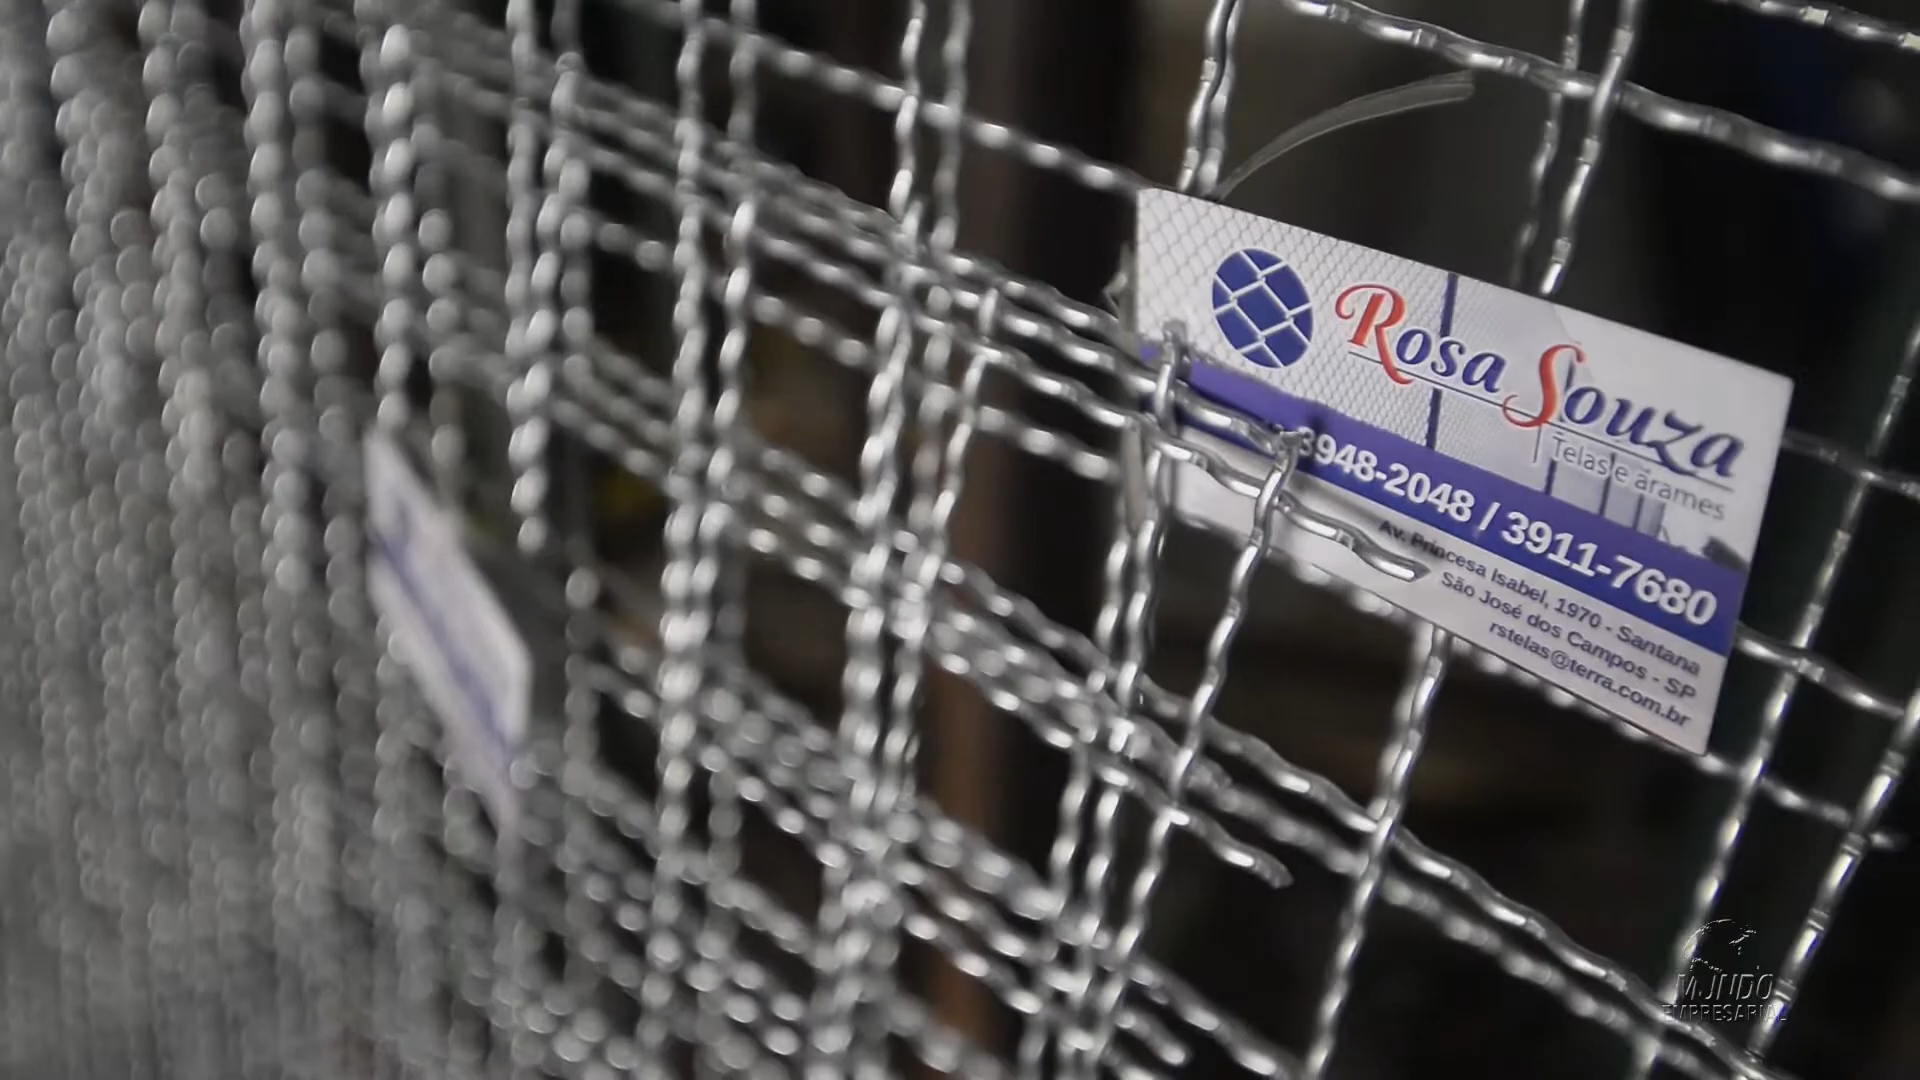 Rosa Souza
Telas e arames
3948-2048 / 3911-7680
Av. Princesa Isabel, 1970 - Santana
São José dos Campos - SP
rstelas@terra.com.br
MUNDO
EMPRESARIAL